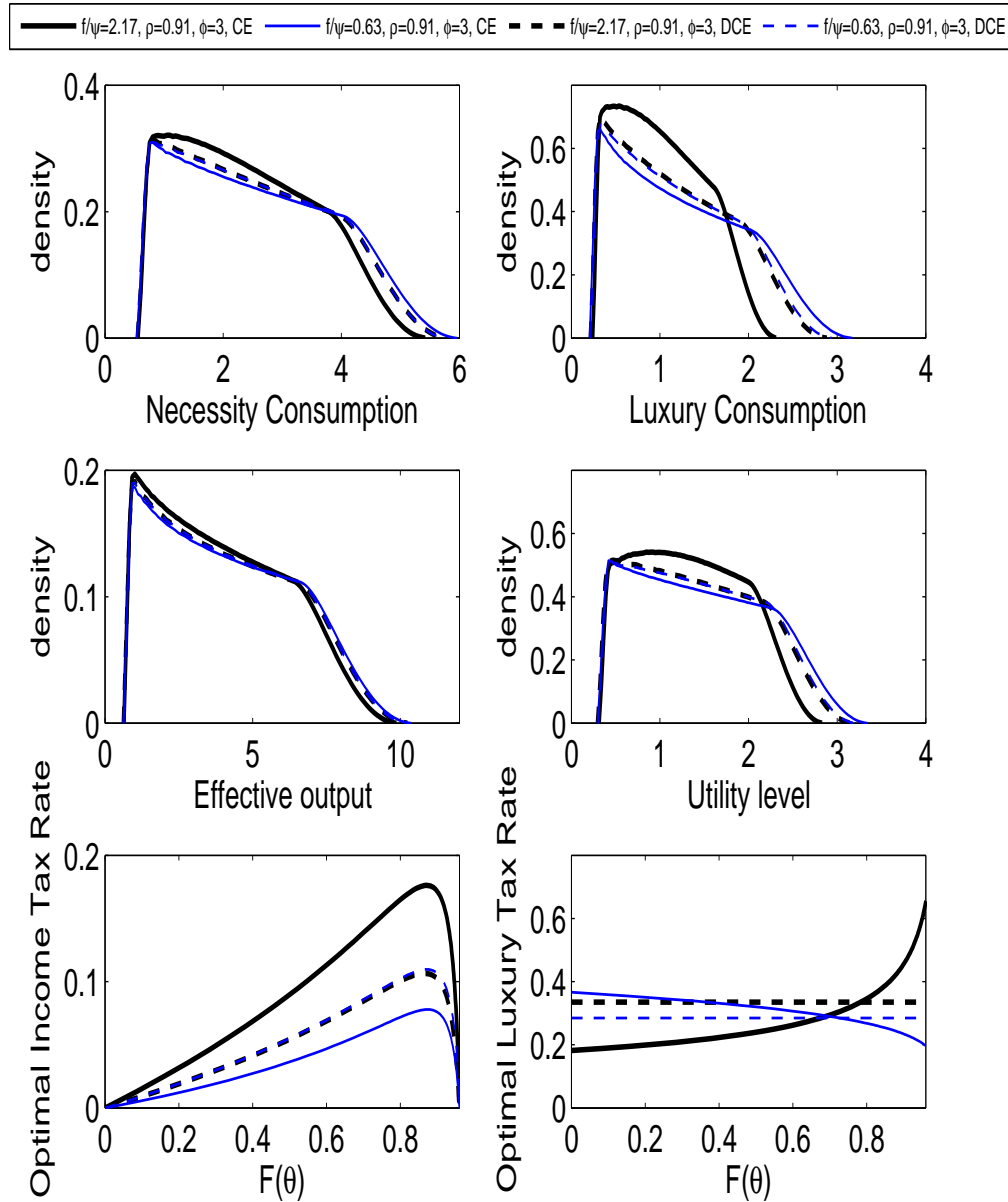 f/ψ=2.17, ρ=0.91, ϕ=3, CE f/ψ=0.63, ρ=0.91, ϕ=3, CE f/ψ=2.17, ρ=0.91, ϕ=3, DCE f/ψ=0.63, ρ=0.91, ϕ=3, DCE
0.4
0.2
0
density
0 2 4 6
Necessity Consumption
0.6
0.4
0.2
0
density
0 1 2 3 4
Luxury Consumption
0.2
0.1
0
density
0 5 10
Effective output
0.6
0.4
0.2
0
density
0 1 2 3 4
Utility level
0.2
0.1
0
Optimal Income Tax Rate
0 0.2 0.4 0.6 0.8
F(θ)
0.6
0.4
0.2
0
Optimal Luxury Tax Rate
0 0.2 0.4 0.6 0.8
F(θ)